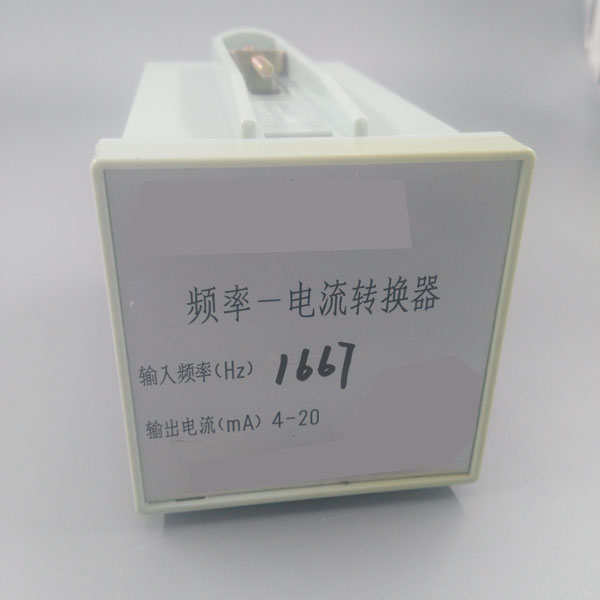 频率－电流转换器
输入频率(Hz) 1667
输出电流(mA) 4-20